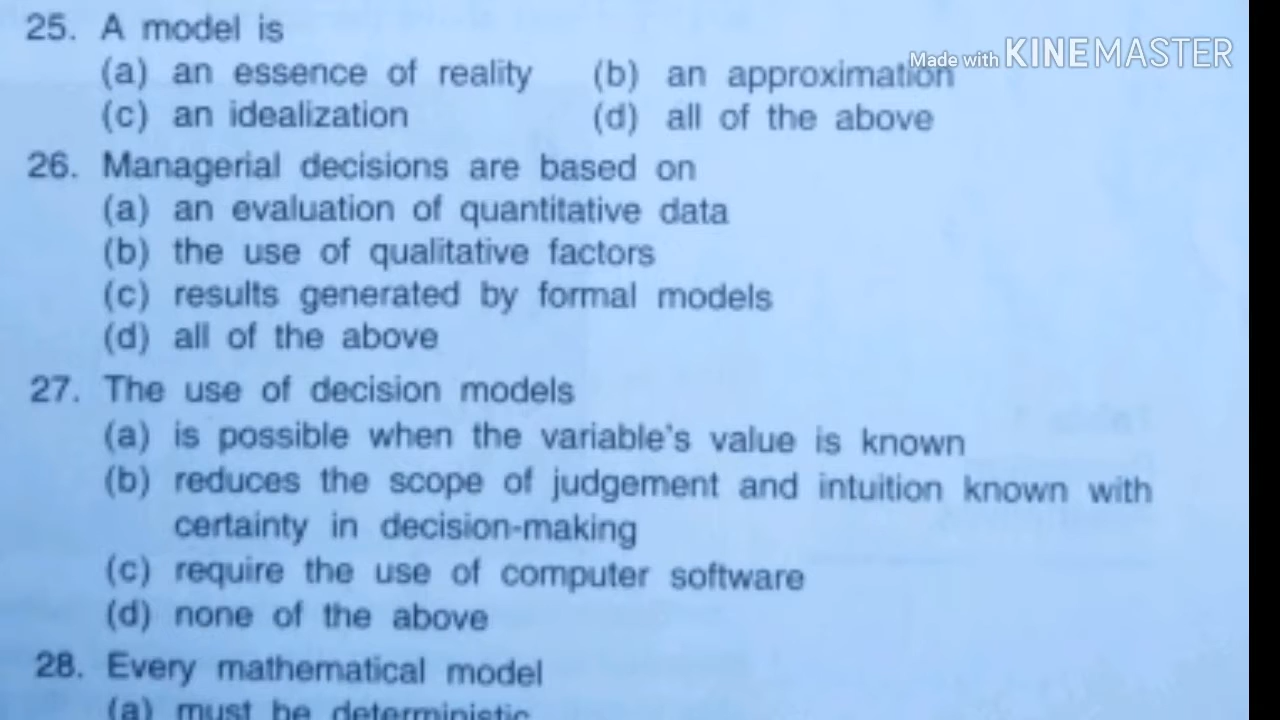 25. A model is
(a) an essence of reality (b) an approximation
Made with KINEMASTER
(c) an idealization (d) all of the above
26. Managerial decisions are based on
(a) an evaluation of quantitative data
(b) the use of qualitative factors
(c) results generated by formal models
(d) all of the above
27. The use of decision models
(a) is possible when the variable's value is known
(b) reduces the scope of judgement and intuition known with
certainty in decision-making
(c) require the use of computer software
(d) none of the above
28. Every mathematical model
(a) must be deterministic